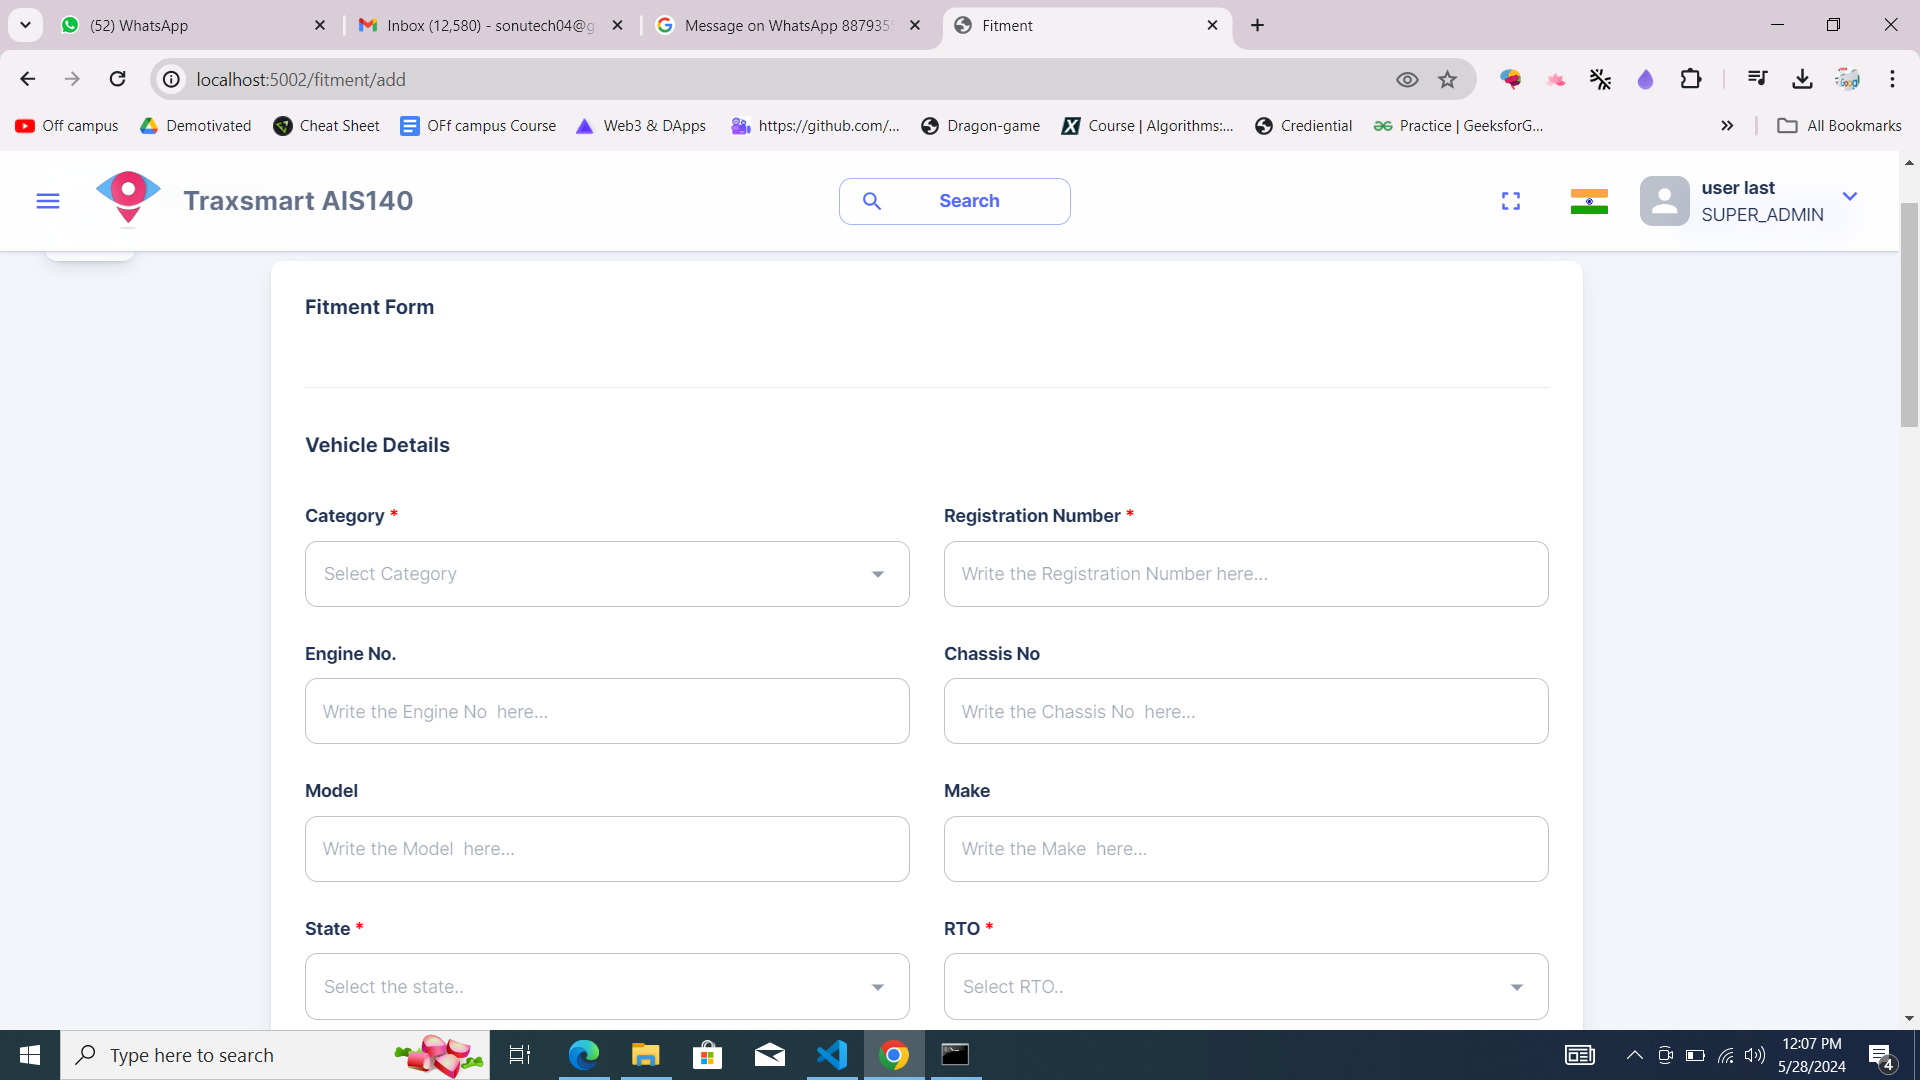 (52) WhatsApp
Inbox (12,580) - sonutech04@g
Message on WhatsApp 887935
Fitment
localhost:5002/fitment/add
Off campus
Demotivated
Cheat Sheet
OFf campus Course
Web3 & DApps
https://github.com/...
Dragon-game
Course | Algorithms:...
Crediential
Practice | GeeksforG...
All Bookmarks
Traxsmart AIS140
Search
user last
SUPER_ADMIN
Fitment Form
Vehicle Details
Category *
Registration Number *
Select Category
Write the Registration Number here...
Engine No.
Chassis No
Write the Engine No  here...
Write the Chassis No  here...
Model
Make
Write the Model  here...
Write the Make  here...
State *
RTO *
Select the state..
Select RTO..
Type here to search
12:07 PM
5/28/2024
4